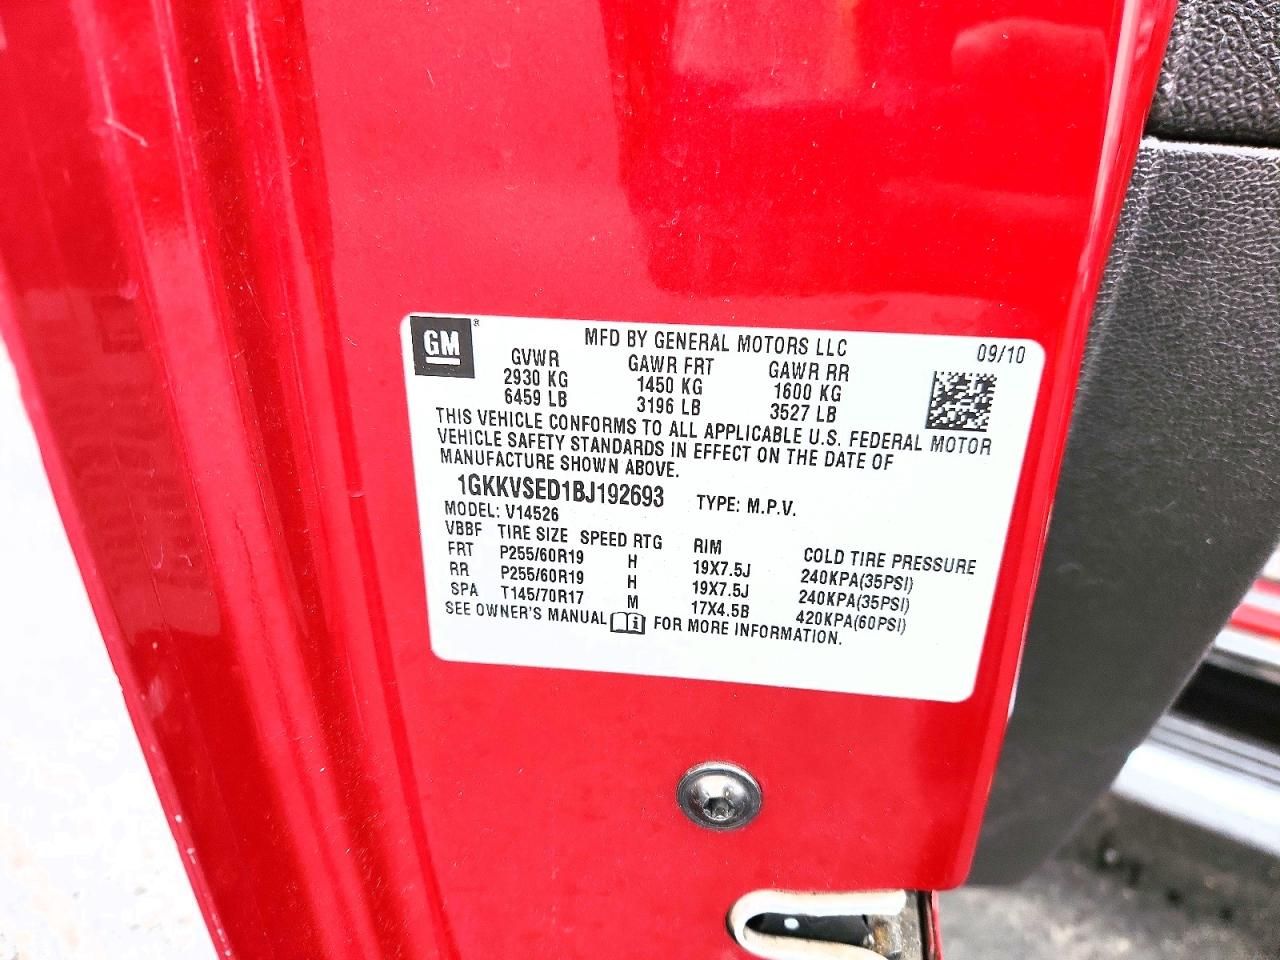 GM ®
MFD BY GENERAL MOTORS LLC 09/10
GVWR GAWR FRT GAWR RR
2930 KG 1450 KG 1600 KG
6459 LB 3196 LB 3527 LB
THIS VEHICLE CONFORMS TO ALL APPLICABLE U.S. FEDERAL MOTOR
VEHICLE SAFETY STANDARDS IN EFFECT ON THE DATE OF
MANUFACTURE SHOWN ABOVE.
1GKKVSED1BJ192693 TYPE: M.P.V.
MODEL: V14526
VBBF TIRE SIZE SPEED RTG RIM COLD TIRE PRESSURE
FRT P255/60R19 H 19X7.5J 240KPA(35PSI)
RR P255/60R19 H 19X7.5J 240KPA(35PSI)
SPA T145/70R17 M 17X4.5B 420KPA(60PSI)
SEE OWNER'S MANUAL i FOR MORE INFORMATION.